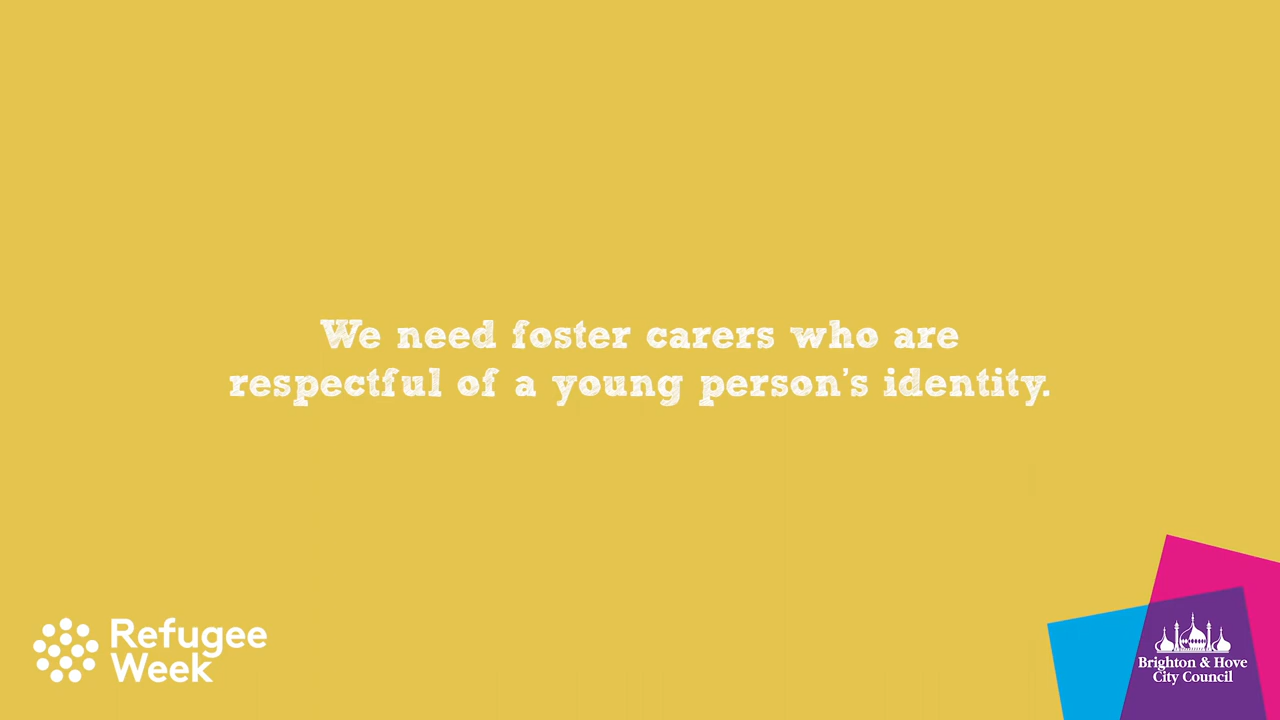 We need foster carers who are
respectful of a young person's identity.
Refugee
Week
Brighton & Hove
City Council